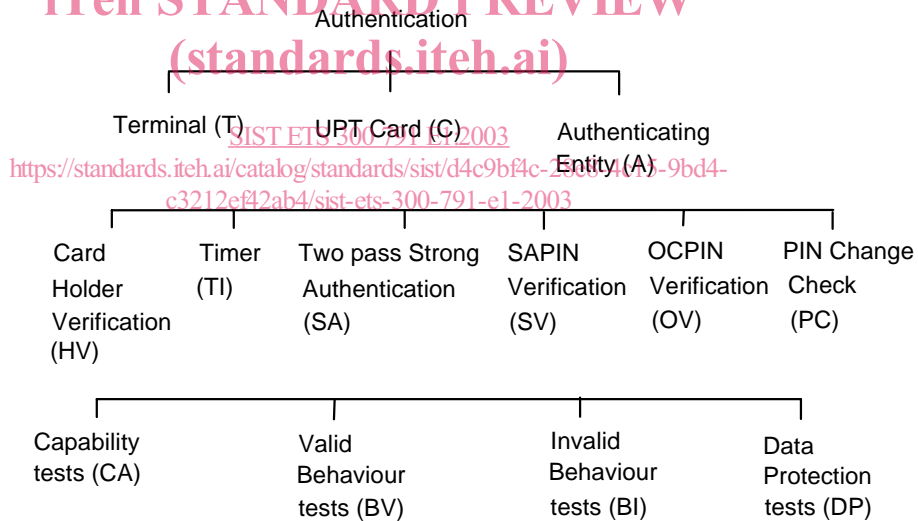 iTeh STANDARD PREVIEW
Authentication
(standards.iteh.ai)
Terminal (T)
UPT Card (C)
Authenticating
Entity (A)
SIST ETS 300 791 E1:2003
https://standards.iteh.ai/catalog/standards/sist/d4c9bf4c-28e8-4c15-9bd4-
c3212ef42ab4/sist-ets-300-791-e1-2003
Card
Holder
Verification
(HV)
Timer
(TI)
Two pass Strong
Authentication
(SA)
SAPIN
Verification
(SV)
OCPIN
Verification
(OV)
PIN Change
Check
(PC)
Capability
tests (CA)
Valid
Behaviour
tests (BV)
Invalid
Behaviour
tests (BI)
Data
Protection
tests (DP)